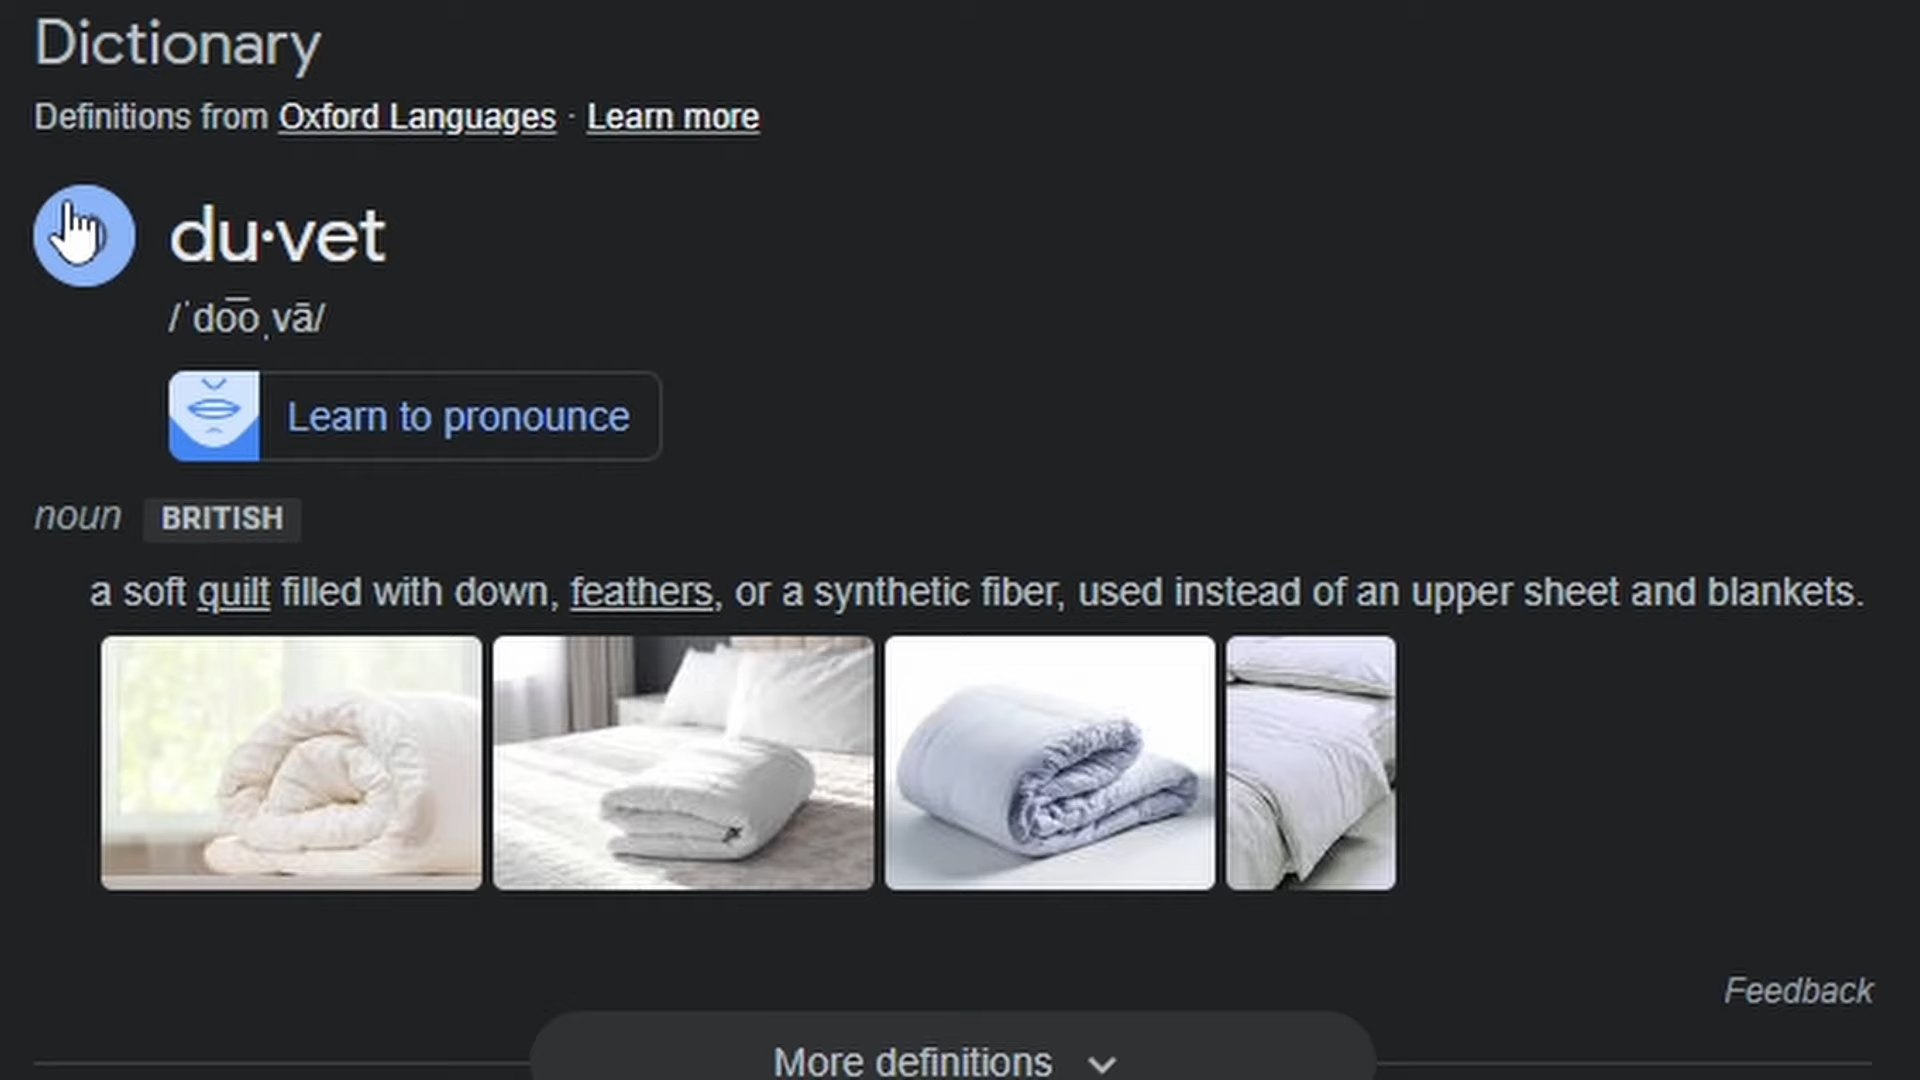 Dictionary
Definitions from Oxford Languages · Learn more
du·vet
/ˈdo͞oˌvā/
Learn to pronounce
noun BRITISH
a soft quilt filled with down, feathers, or a synthetic fiber, used instead of an upper sheet and blankets.
Feedback
More definitions